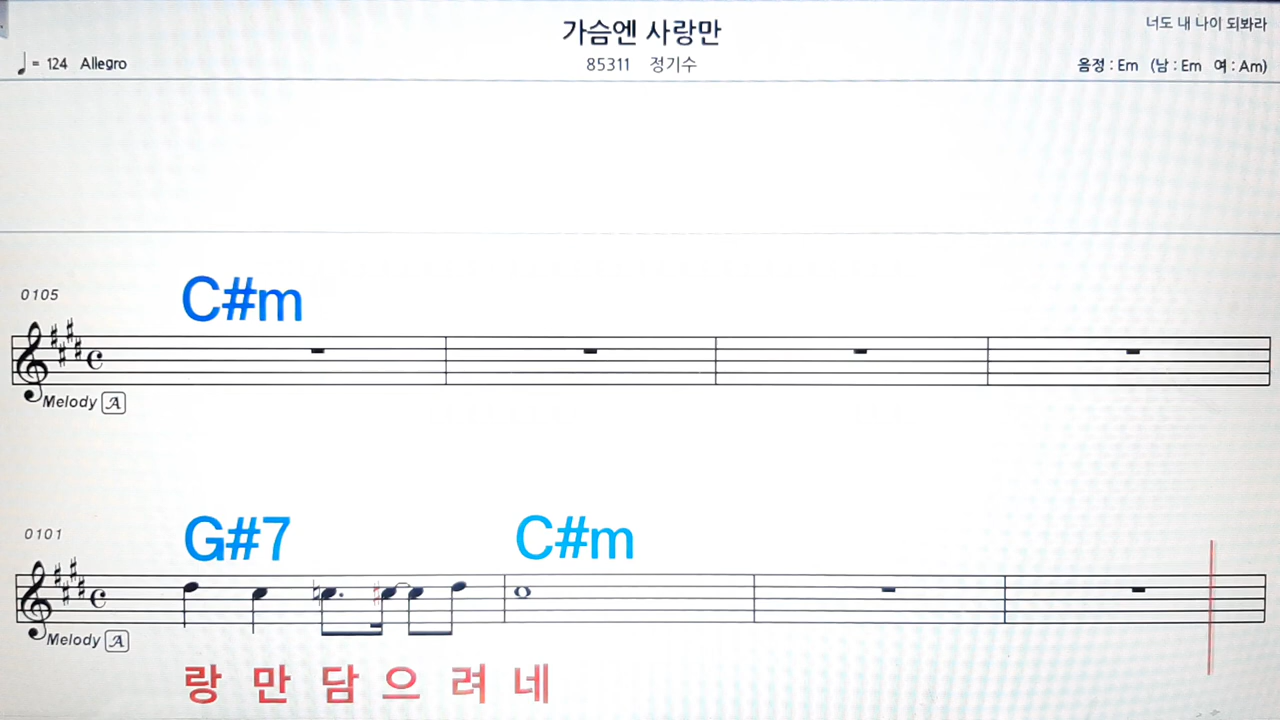 가슴엔 사랑만
너도 내 나이 되봐라
♩= 124 Allegro
85311 정기수
음정 : Em (남 : Em 여 : Am)
0105
C#m
Melody A
0101
G#7 C#m
Melody A
랑 만 담 으 려 네